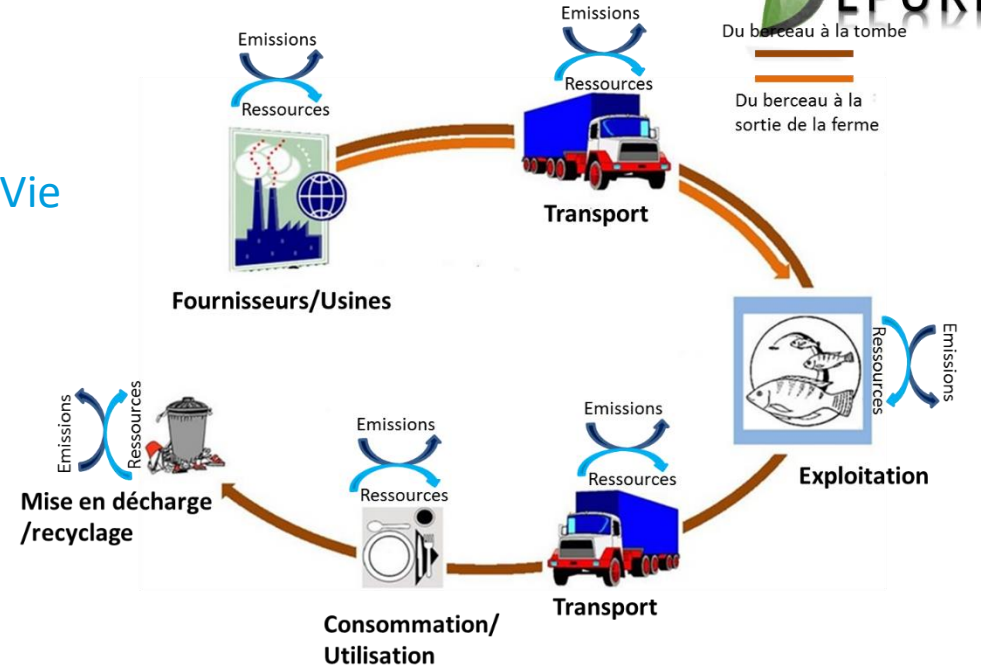 Emissions
Ressources
Emissions
Ressources
Du berceau à la tombe
Du berceau à la
sortie de la ferme
Vie
Fournisseurs/Usines
Transport
Ressources
Emissions
Exploitation
Emissions
Ressources
Mise en décharge
/recyclage
Emissions
Ressources
Consommation/
Utilisation
Emissions
Ressources
Transport